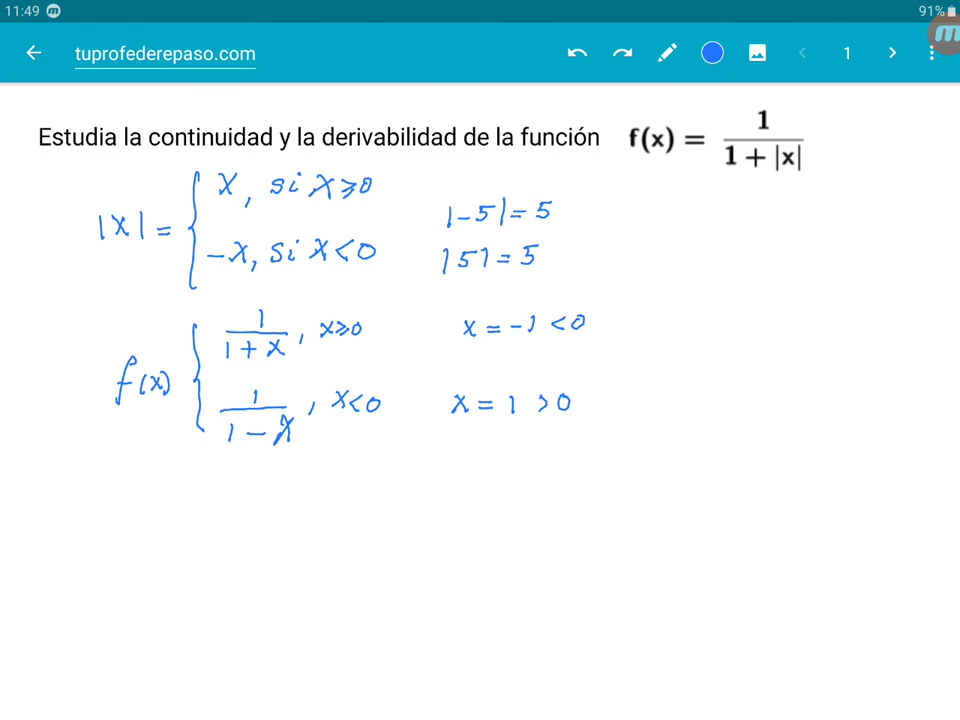 11:49 m 91%
tuprofederepaso.com 1
Estudia la continuidad y la derivabilidad de la función f(x) = 1 / (1 + |x|)
|x| = { x, si x ≥ 0
-x, si x < 0
|-5| = 5
|5| = 5
f(x) { 1 / (1 + x), x ≥ 0
1 / (1 - x), x < 0
x = -1 < 0
x = 1 > 0